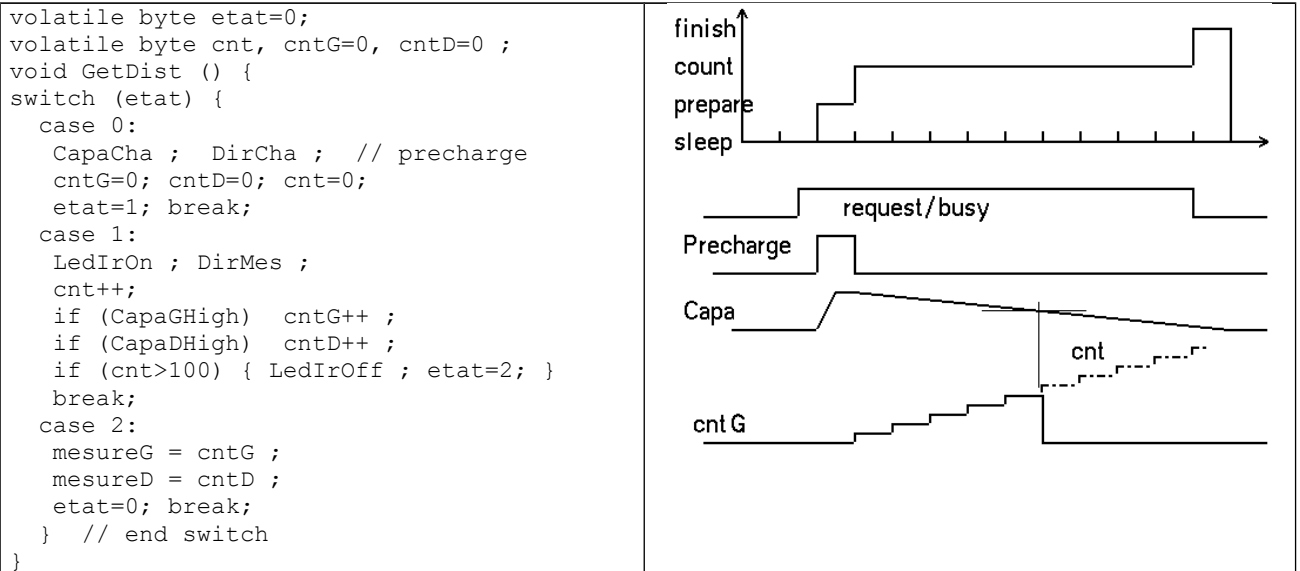 volatile byte etat=0;
volatile byte cnt, cntG=0, cntD=0 ;
void GetDist () {
switch (etat) {
  case 0:
   CapaCha ;  DirCha ;  // precharge
   cntG=0; cntD=0; cnt=0;
   etat=1; break;
  case 1:
   LedIrOn ; DirMes ;
   cnt++;
   if (CapaGHigh)  cntG++ ;
   if (CapaDHigh)  cntD++ ;
   if (cnt>100) { LedIrOff ; etat=2; }
   break;
  case 2:
   mesureG = cntG ;
   mesureD = cntD ;
   etat=0; break;
  }  // end switch
}
finish
count
prepare
sleep
request/busy
Precharge
Capa
cnt
cnt G